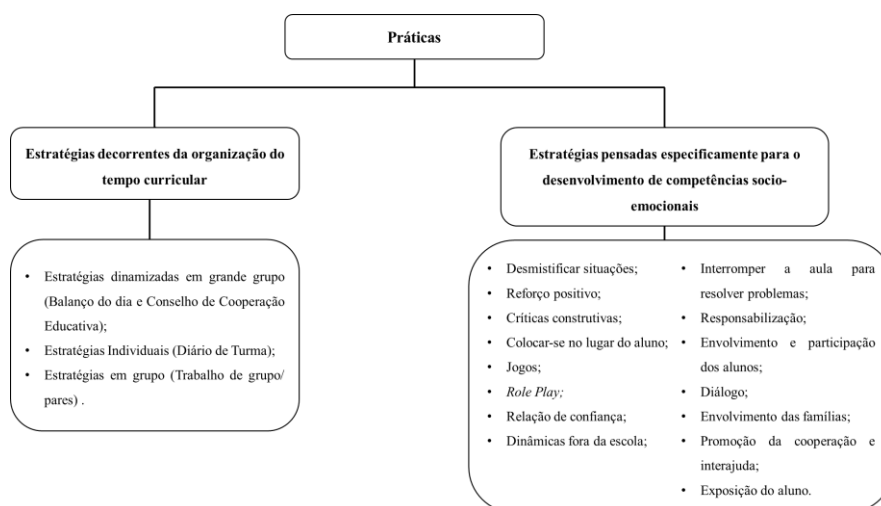 Práticas
Estratégias decorrentes da organização do
tempo curricular
Estratégias pensadas especificamente para o
desenvolvimento de competências socio-
emocionais
• Estratégias dinamizadas em grande grupo
(Balanço do dia e Conselho de Cooperação
Educativa);
• Estratégias Individuais (Diário de Turma);
• Estratégias em grupo (Trabalho de grupo/
pares) .
• Desmistificar situações;
• Reforço positivo;
• Críticas construtivas;
• Colocar-se no lugar do aluno;
• Jogos;
• Role Play;
• Relação de confiança;
• Dinâmicas fora da escola;
• Interromper a aula para
resolver problemas;
• Responsabilização;
• Envolvimento e participação
dos alunos;
• Diálogo;
• Envolvimento das famílias;
• Promoção da cooperação e
interajuda;
• Exposição do aluno.